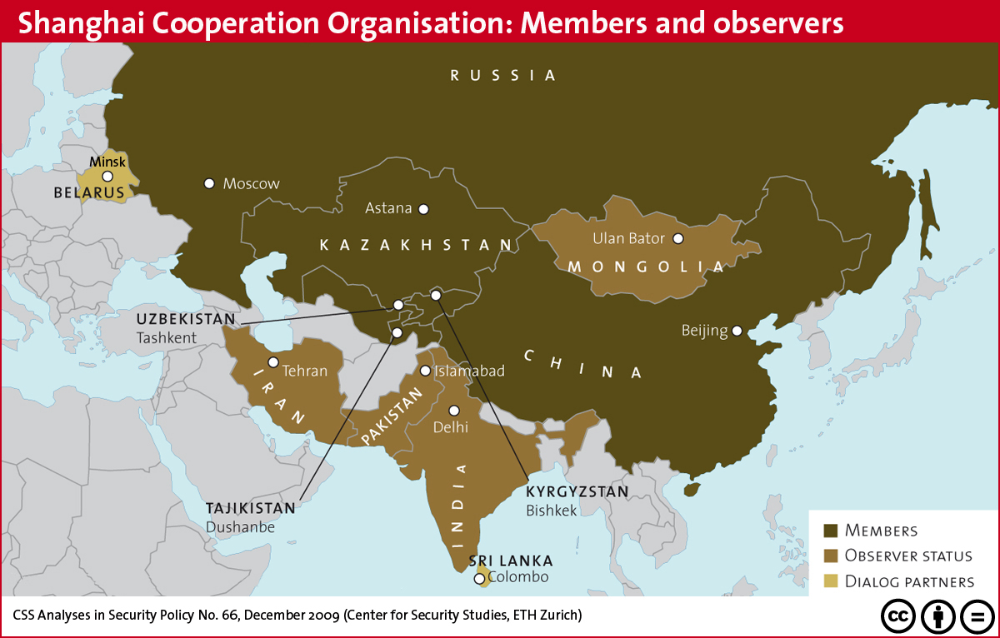 Shanghai Cooperation Organisation: Members and observers
RUSSIA
Minsk
BELARUS
Moscow
Astana
KAZAKHSTAN
Ulan Bator
MONGOLIA
UZBEKISTAN
Tashkent
Beijing
CHINA
Tehran
IRAN
Islamabad
PAKISTAN
Delhi
INDIA
KYRGYZSTAN
Bishkek
TAJIKISTAN
Dushanbe
SRI LANKA
Colombo
MEMBERS
OBSERVER STATUS
DIALOG PARTNERS
CSS Analyses in Security Policy No. 66, December 2009 (Center for Security Studies, ETH Zurich)
cc